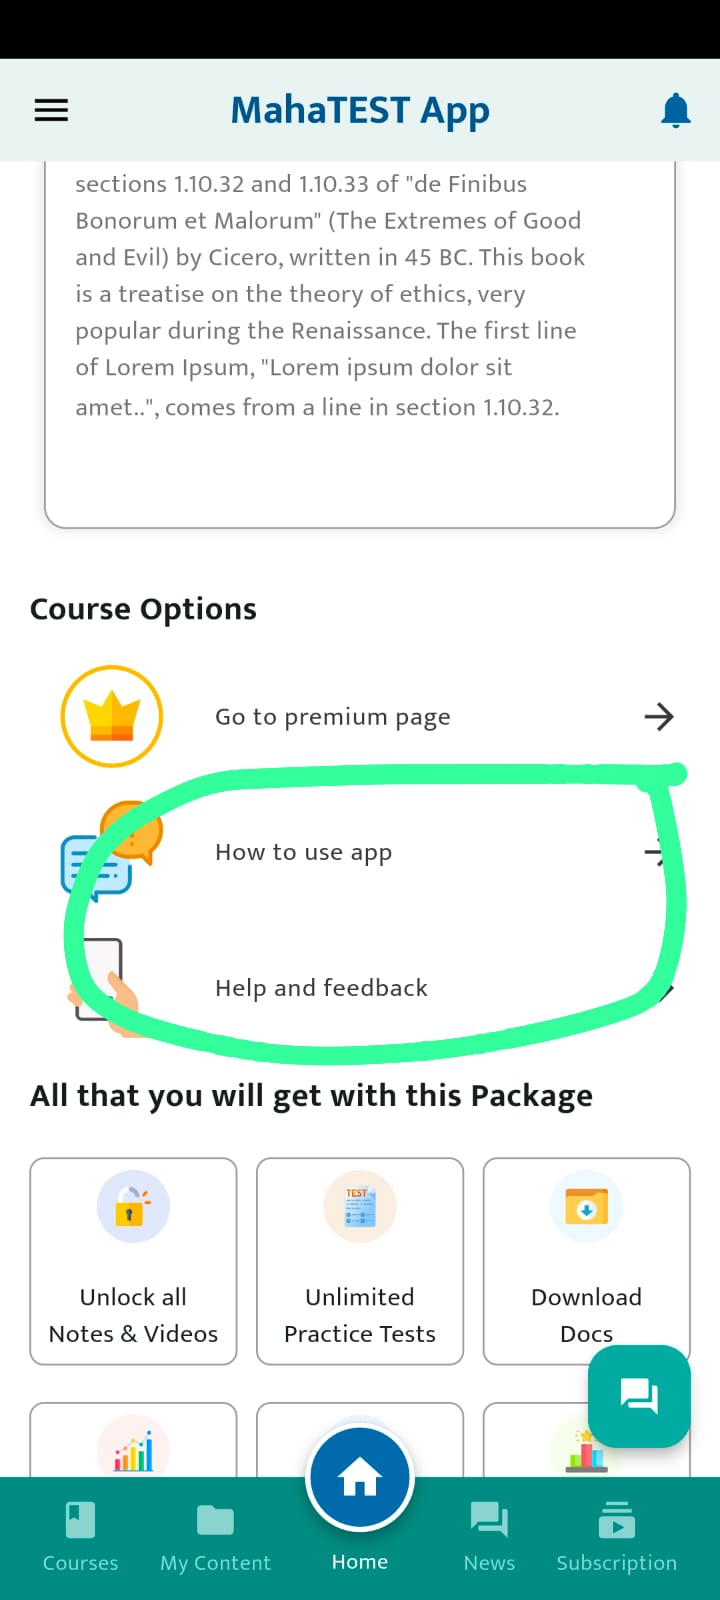 MahaTEST App
sections 1.10.32 and 1.10.33 of "de Finibus
Bonorum et Malorum" (The Extremes of Good
and Evil) by Cicero, written in 45 BC. This book
is a treatise on the theory of ethics, very
popular during the Renaissance. The first line
of Lorem Ipsum, "Lorem ipsum dolor sit
amet..", comes from a line in section 1.10.32.
Course Options
Go to premium page
How to use app
Help and feedback
All that you will get with this Package
TEST
Unlock all
Notes & Videos
Unlimited
Practice Tests
Download
Docs
Courses
My Content
Home
News
Subscription